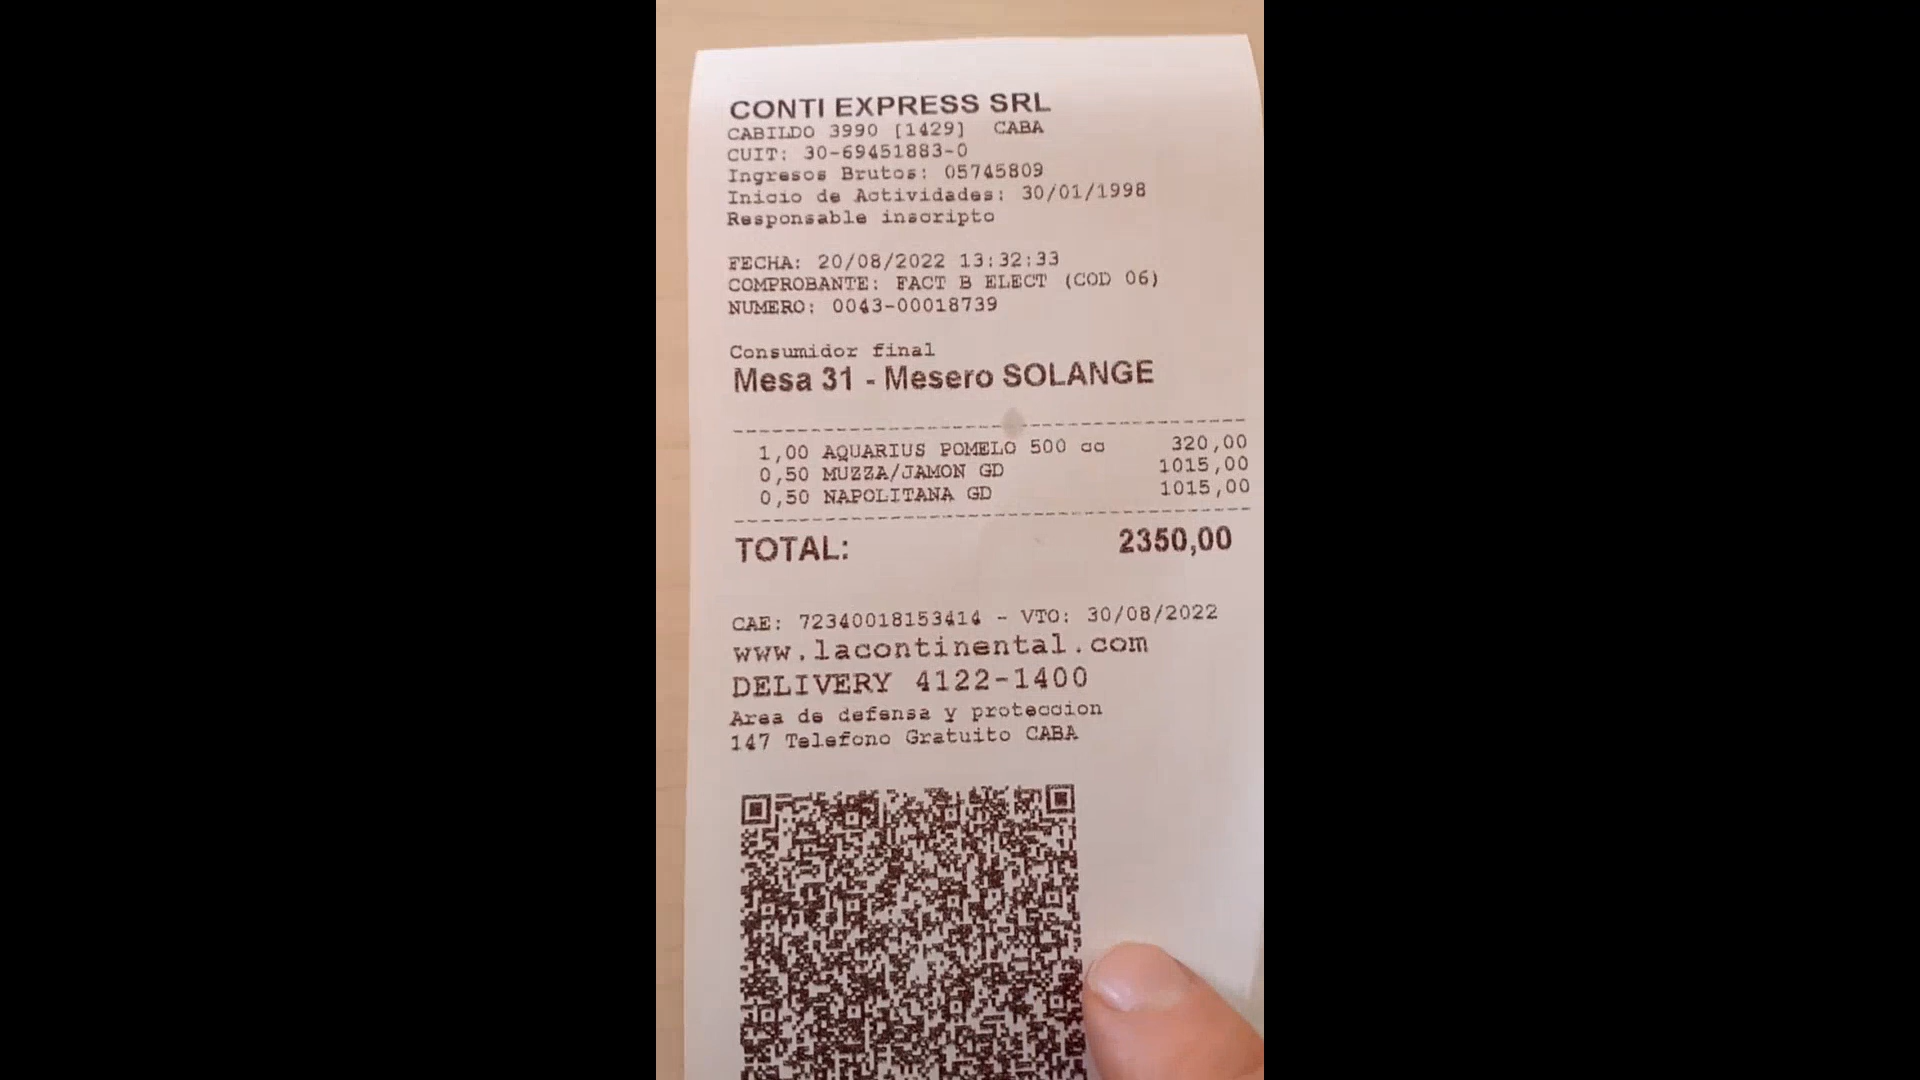 CONTI EXPRESS SRL
CABILDO 3990 [1429] CABA
CUIT: 30-69451883-0
Ingresos Brutos: 05745809
Inicio de Actividades: 30/01/1998
Responsable inscripto
FECHA: 20/08/2022 13:32:33
COMPROBANTE: FACT B ELECT (COD 06)
NUMERO: 0043-00018739
Consumidor final
Mesa 31 - Mesero SOLANGE
1,00 AQUARIUS POMELO 500 cc 320,00
0,50 MUZZA/JAMON GD 1015,00
0,50 NAPOLITANA GD 1015,00
TOTAL: 2350,00
CAE: 72340018153414 - VTO: 30/08/2022
www.lacontinental.com
DELIVERY 4122-1400
Area de defensa y proteccion
147 Telefono Gratuito CABA